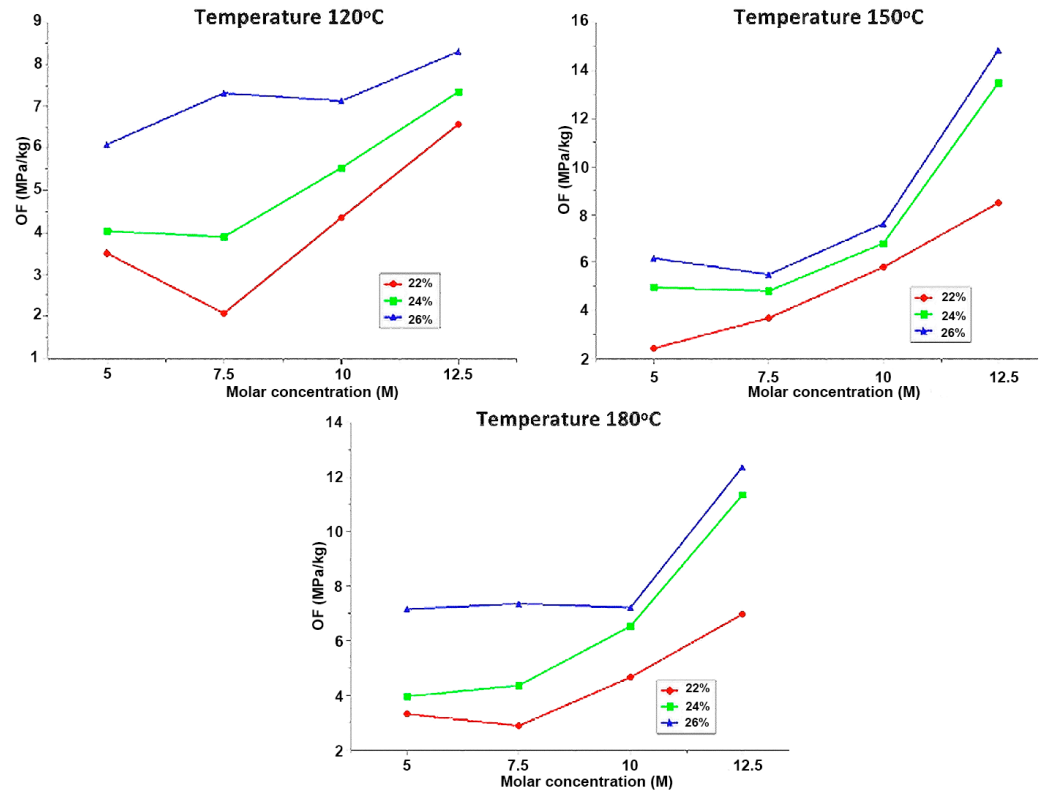 Temperature 120ºC
9
8
7
6
5
4
3
2
1
OF (MPa/kg)
5 7.5 10 12.5
Molar concentration (M)
22%
24%
26%
Temperature 150ºC
16
14
12
10
8
6
4
2
OF (MPa/kg)
5 7.5 10 12.5
Molar concentration (M)
22%
24%
26%
Temperature 180ºC
14
12
10
8
6
4
2
OF (MPa/kg)
5 7.5 10 12.5
Molar concentration (M)
22%
24%
26%